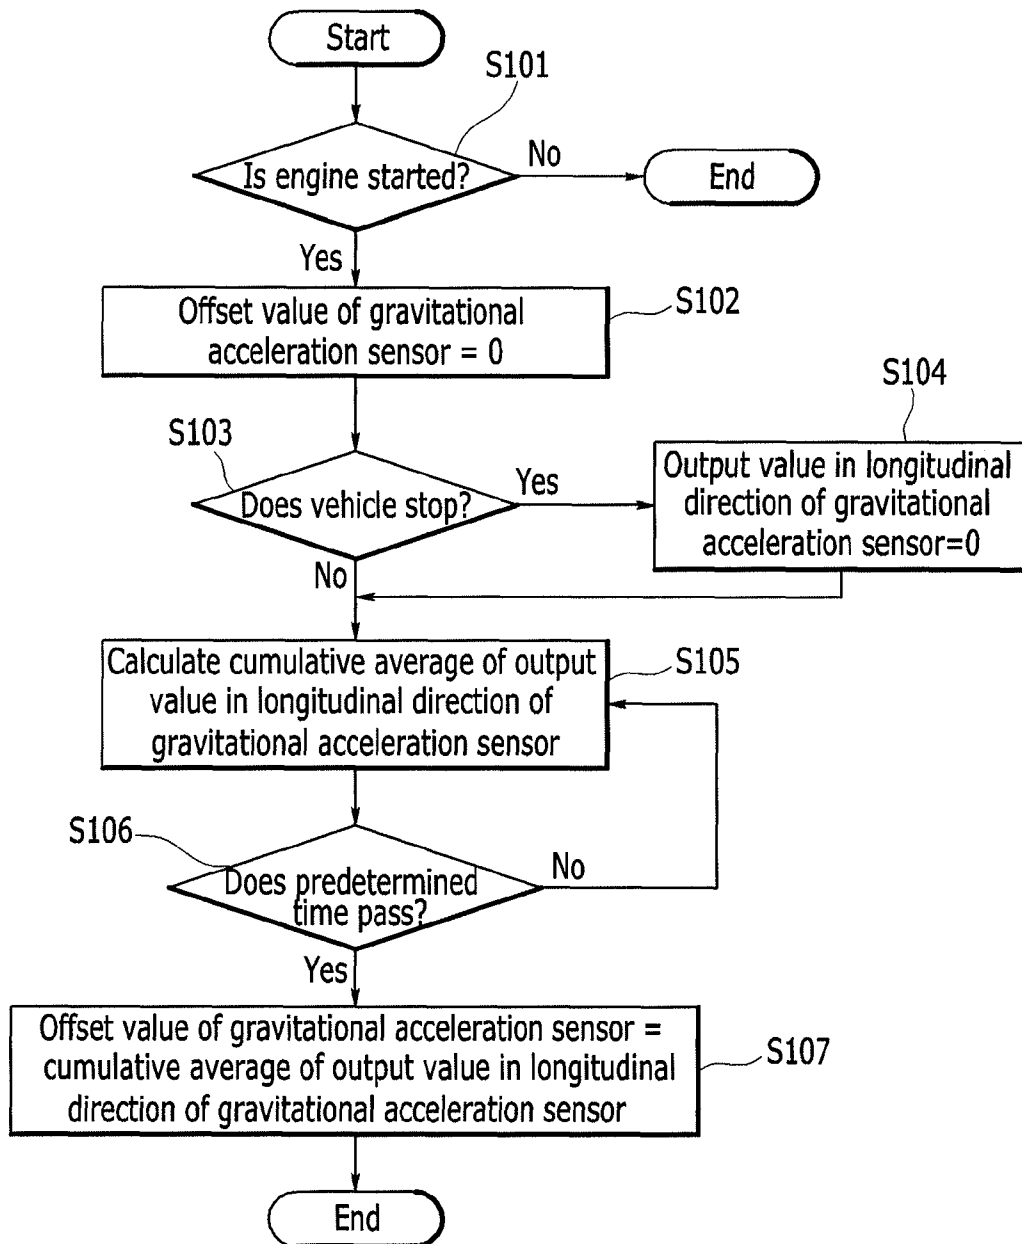 Start
S101
Is engine started?
No
End
Yes
Offset value of gravitational
acceleration sensor = 0
S102
S103
Does vehicle stop?
Yes
S104
Output value in longitudinal
direction of gravitational
acceleration sensor=0
No
Calculate cumulative average of output
value in longitudinal direction of
gravitational acceleration sensor
S105
S106
Does predetermined
time pass?
No
Yes
Offset value of gravitational acceleration sensor =
cumulative average of output value in longitudinal
direction of gravitational acceleration sensor
S107
End